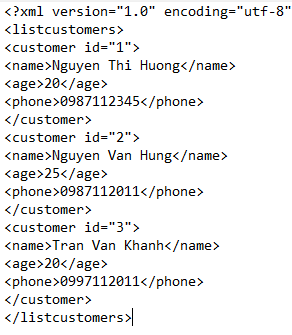 <?xml version="1.0" encoding="utf-8"
<listcustomers>
<customer id="1">
<name>Nguyen Thi Huong</name>
<age>20</age>
<phone>0987112345</phone>
</customer>
<customer id="2">
<name>Nguyen Van Hung</name>
<age>25</age>
<phone>0987112011</phone>
</customer>
<customer id="3">
<name>Tran Van Khanh</name>
<age>20</age>
<phone>0997112011</phone>
</customer>
</listcustomers>